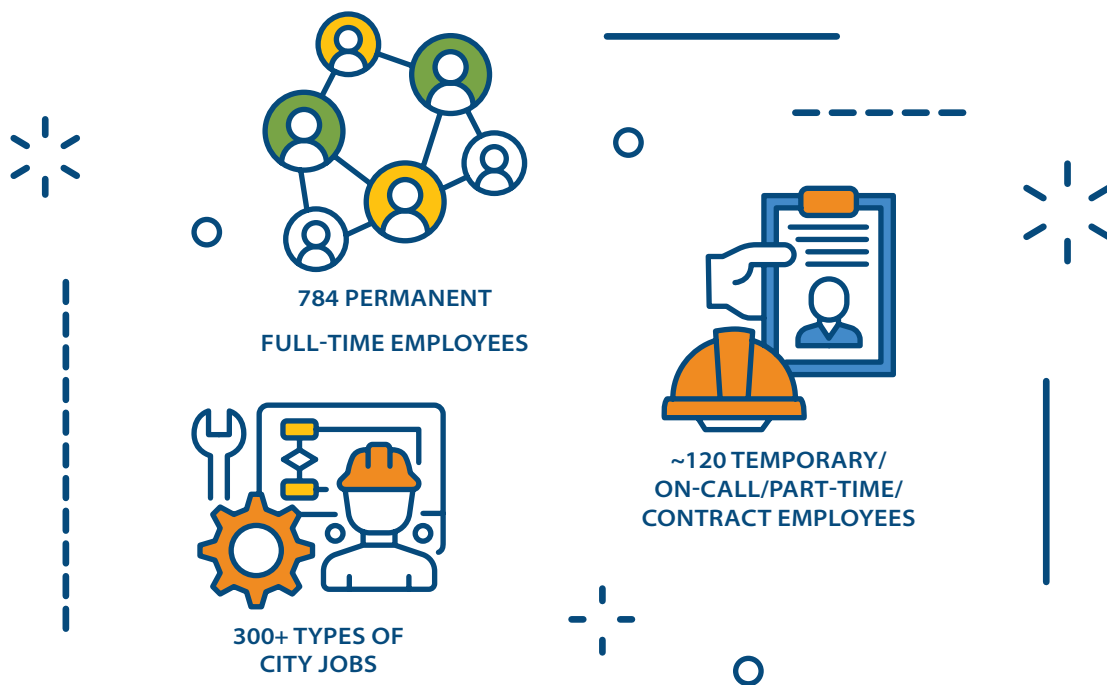 784 PERMANENT
FULL-TIME EMPLOYEES
~120 TEMPORARY/
ON-CALL/PART-TIME/
CONTRACT EMPLOYEES
300+ TYPES OF
CITY JOBS